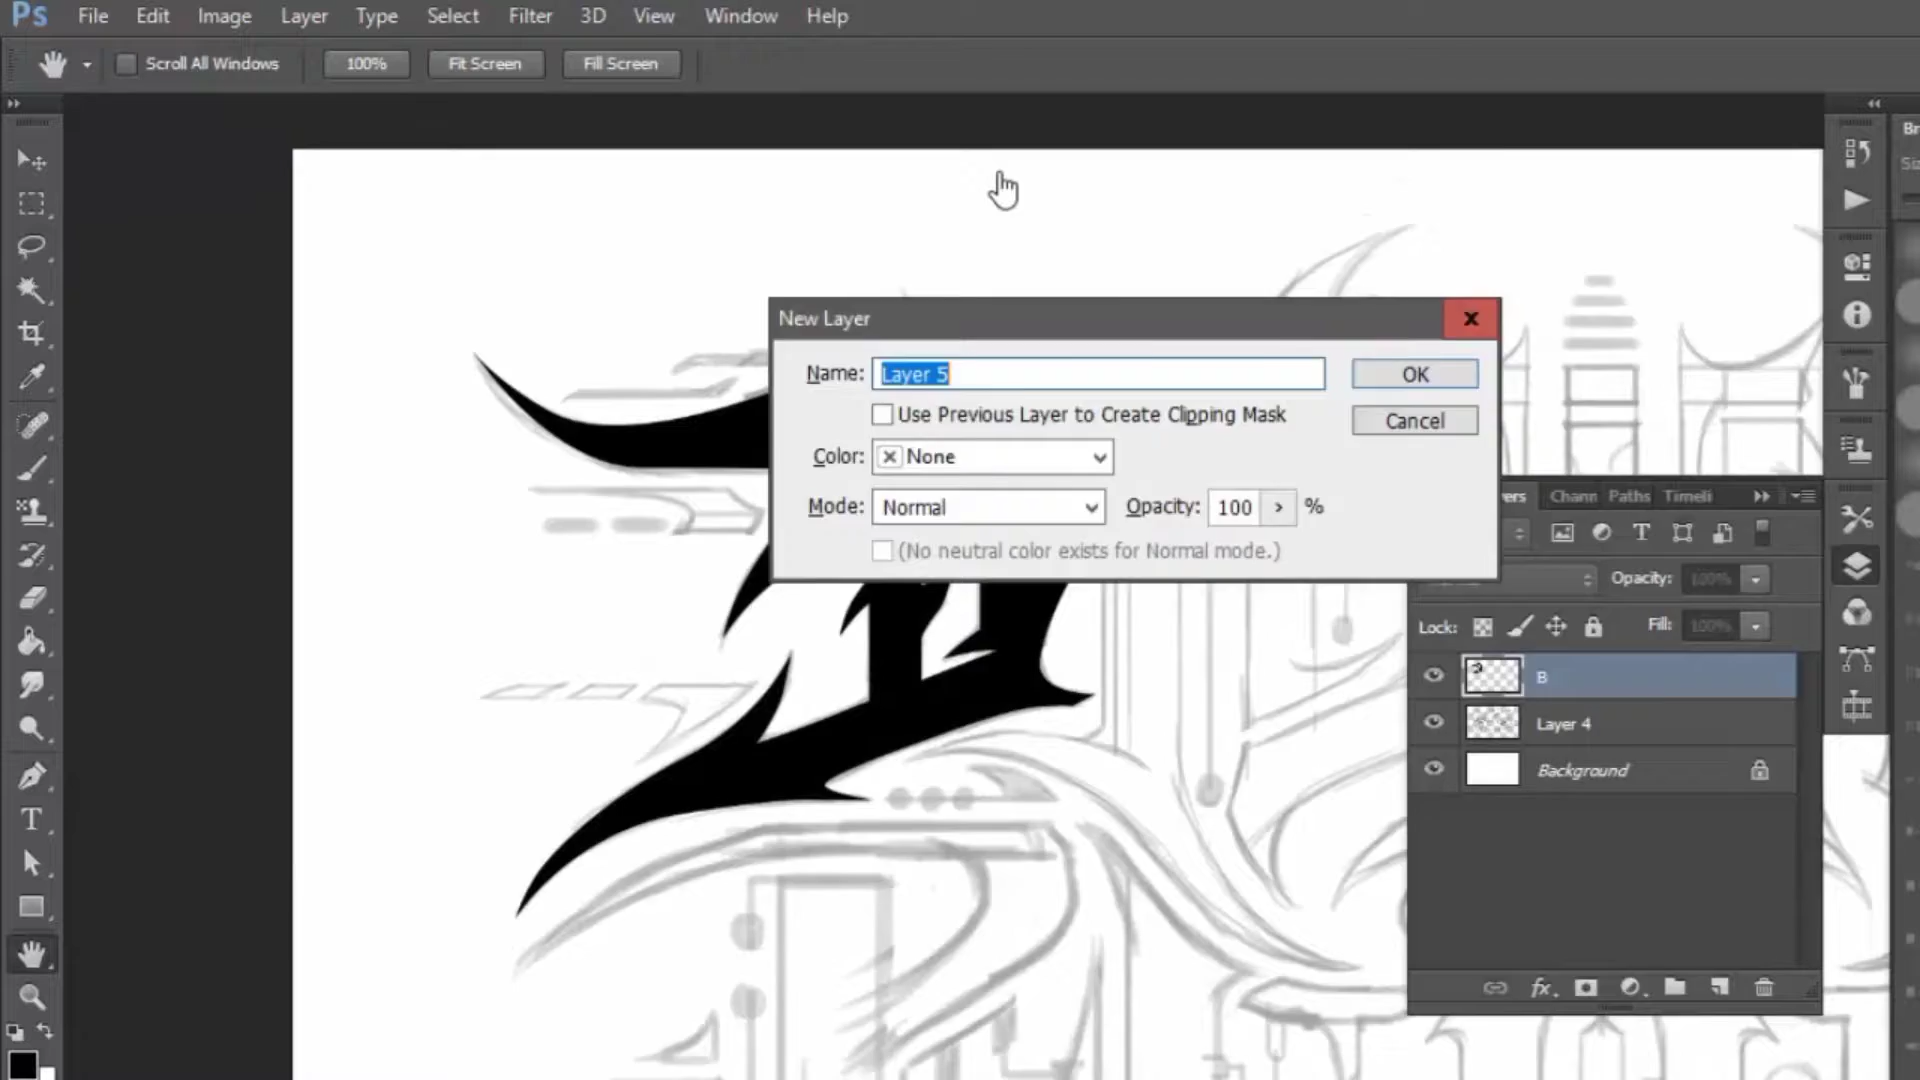 Ps File Edit Image Layer Type Select Filter 3D View Window Help
Scroll All Windows 100% Fit Screen Fill Screen
New Layer x
Name: Layer 5 OK
Use Previous Layer to Create Clipping Mask
Cancel
Color: None
Mode: Normal Opacity: 100 > %
(No neutral color exists for Normal mode.)
Chann Paths Timeli
T
Opacity: 100%
Lock: Fill: 100%
B
Layer 4
Background
fx
T